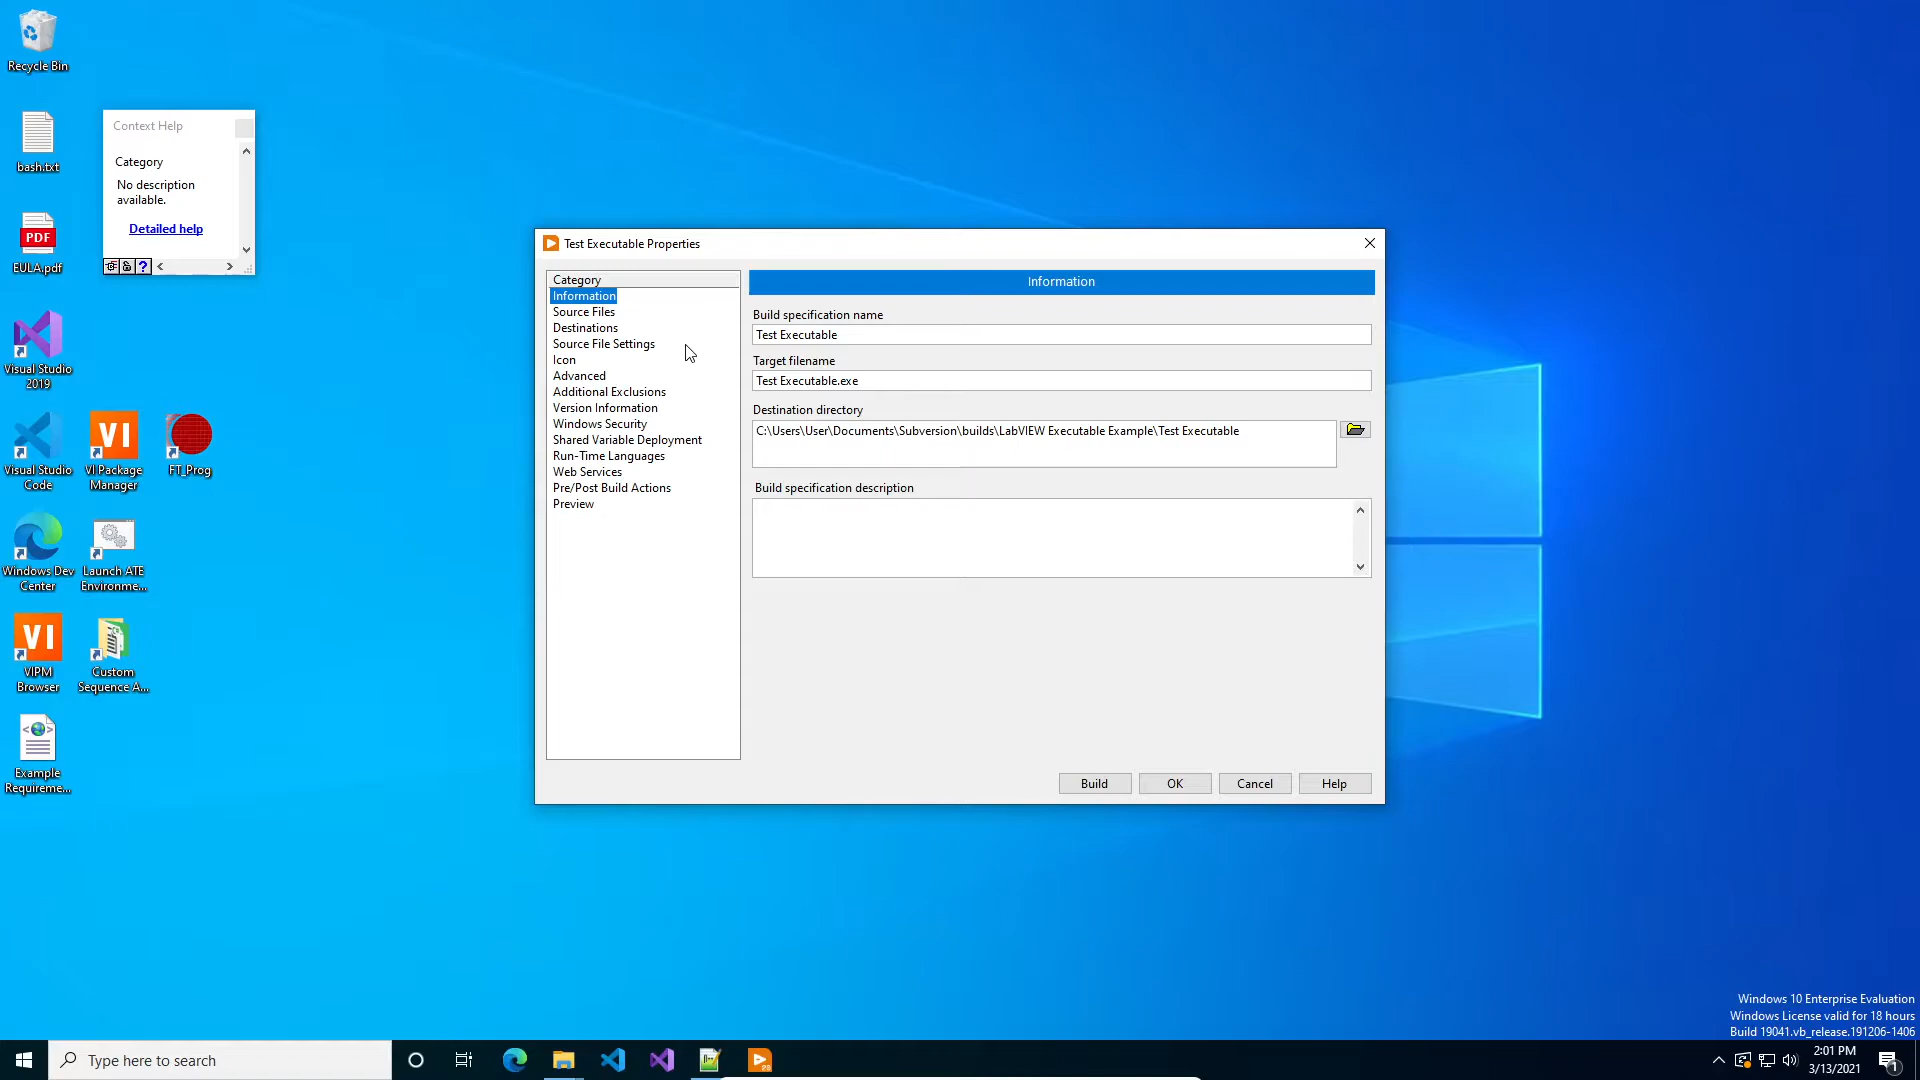 Recycle Bin
bash.txt
PDF
EULA.pdf
Visual Studio
2019
Visual Studio
Code
VI
VI Package
Manager
FT_Prog
Windows Dev
Center
Launch ATE
Environme...
VI
VIPM
Browser
Custom
Sequence A...
Example
Requireme...
Context Help
Category
No description
available.
Detailed help
?
Test Executable Properties
Category
Information
Source Files
Destinations
Source File Settings
Icon
Advanced
Additional Exclusions
Version Information
Windows Security
Shared Variable Deployment
Run-Time Languages
Web Services
Pre/Post Build Actions
Preview
Information
Build specification name
Test Executable
Target filename
Test Executable.exe
Destination directory
C:\Users\User\Documents\Subversion\builds\LabVIEW Executable Example\Test Executable
Build specification description
Build
OK
Cancel
Help
Windows 10 Enterprise Evaluation
Windows License valid for 18 hours
Build 19041.vb_release.191206-1406
Type here to search
2:01 PM
3/13/2021
1